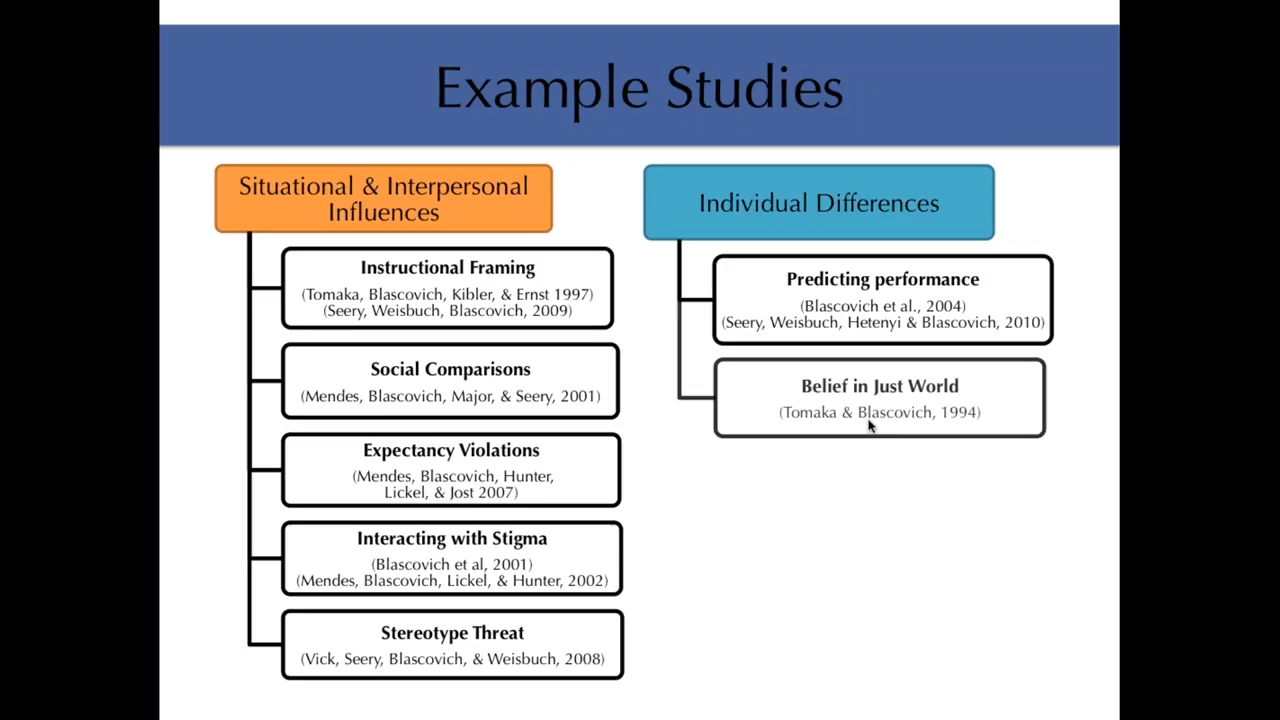 Example Studies
Situational & Interpersonal
Influences
Instructional Framing
(Tomaka, Blascovich, Kibler, & Ernst 1997)
(Seery, Weisbuch, Blascovich, 2009)
Social Comparisons
(Mendes, Blascovich, Major, & Seery, 2001)
Expectancy Violations
(Mendes, Blascovich, Hunter,
Lickel, & Jost 2007)
Interacting with Stigma
(Blascovich et al, 2001)
(Mendes, Blascovich, Lickel, & Hunter, 2002)
Stereotype Threat
(Vick, Seery, Blascovich, & Weisbuch, 2008)
Individual Differences
Predicting performance
(Blascovich et al., 2004)
(Seery, Weisbuch, Hetenyi & Blascovich, 2010)
Belief in Just World
(Tomaka & Blascovich, 1994)